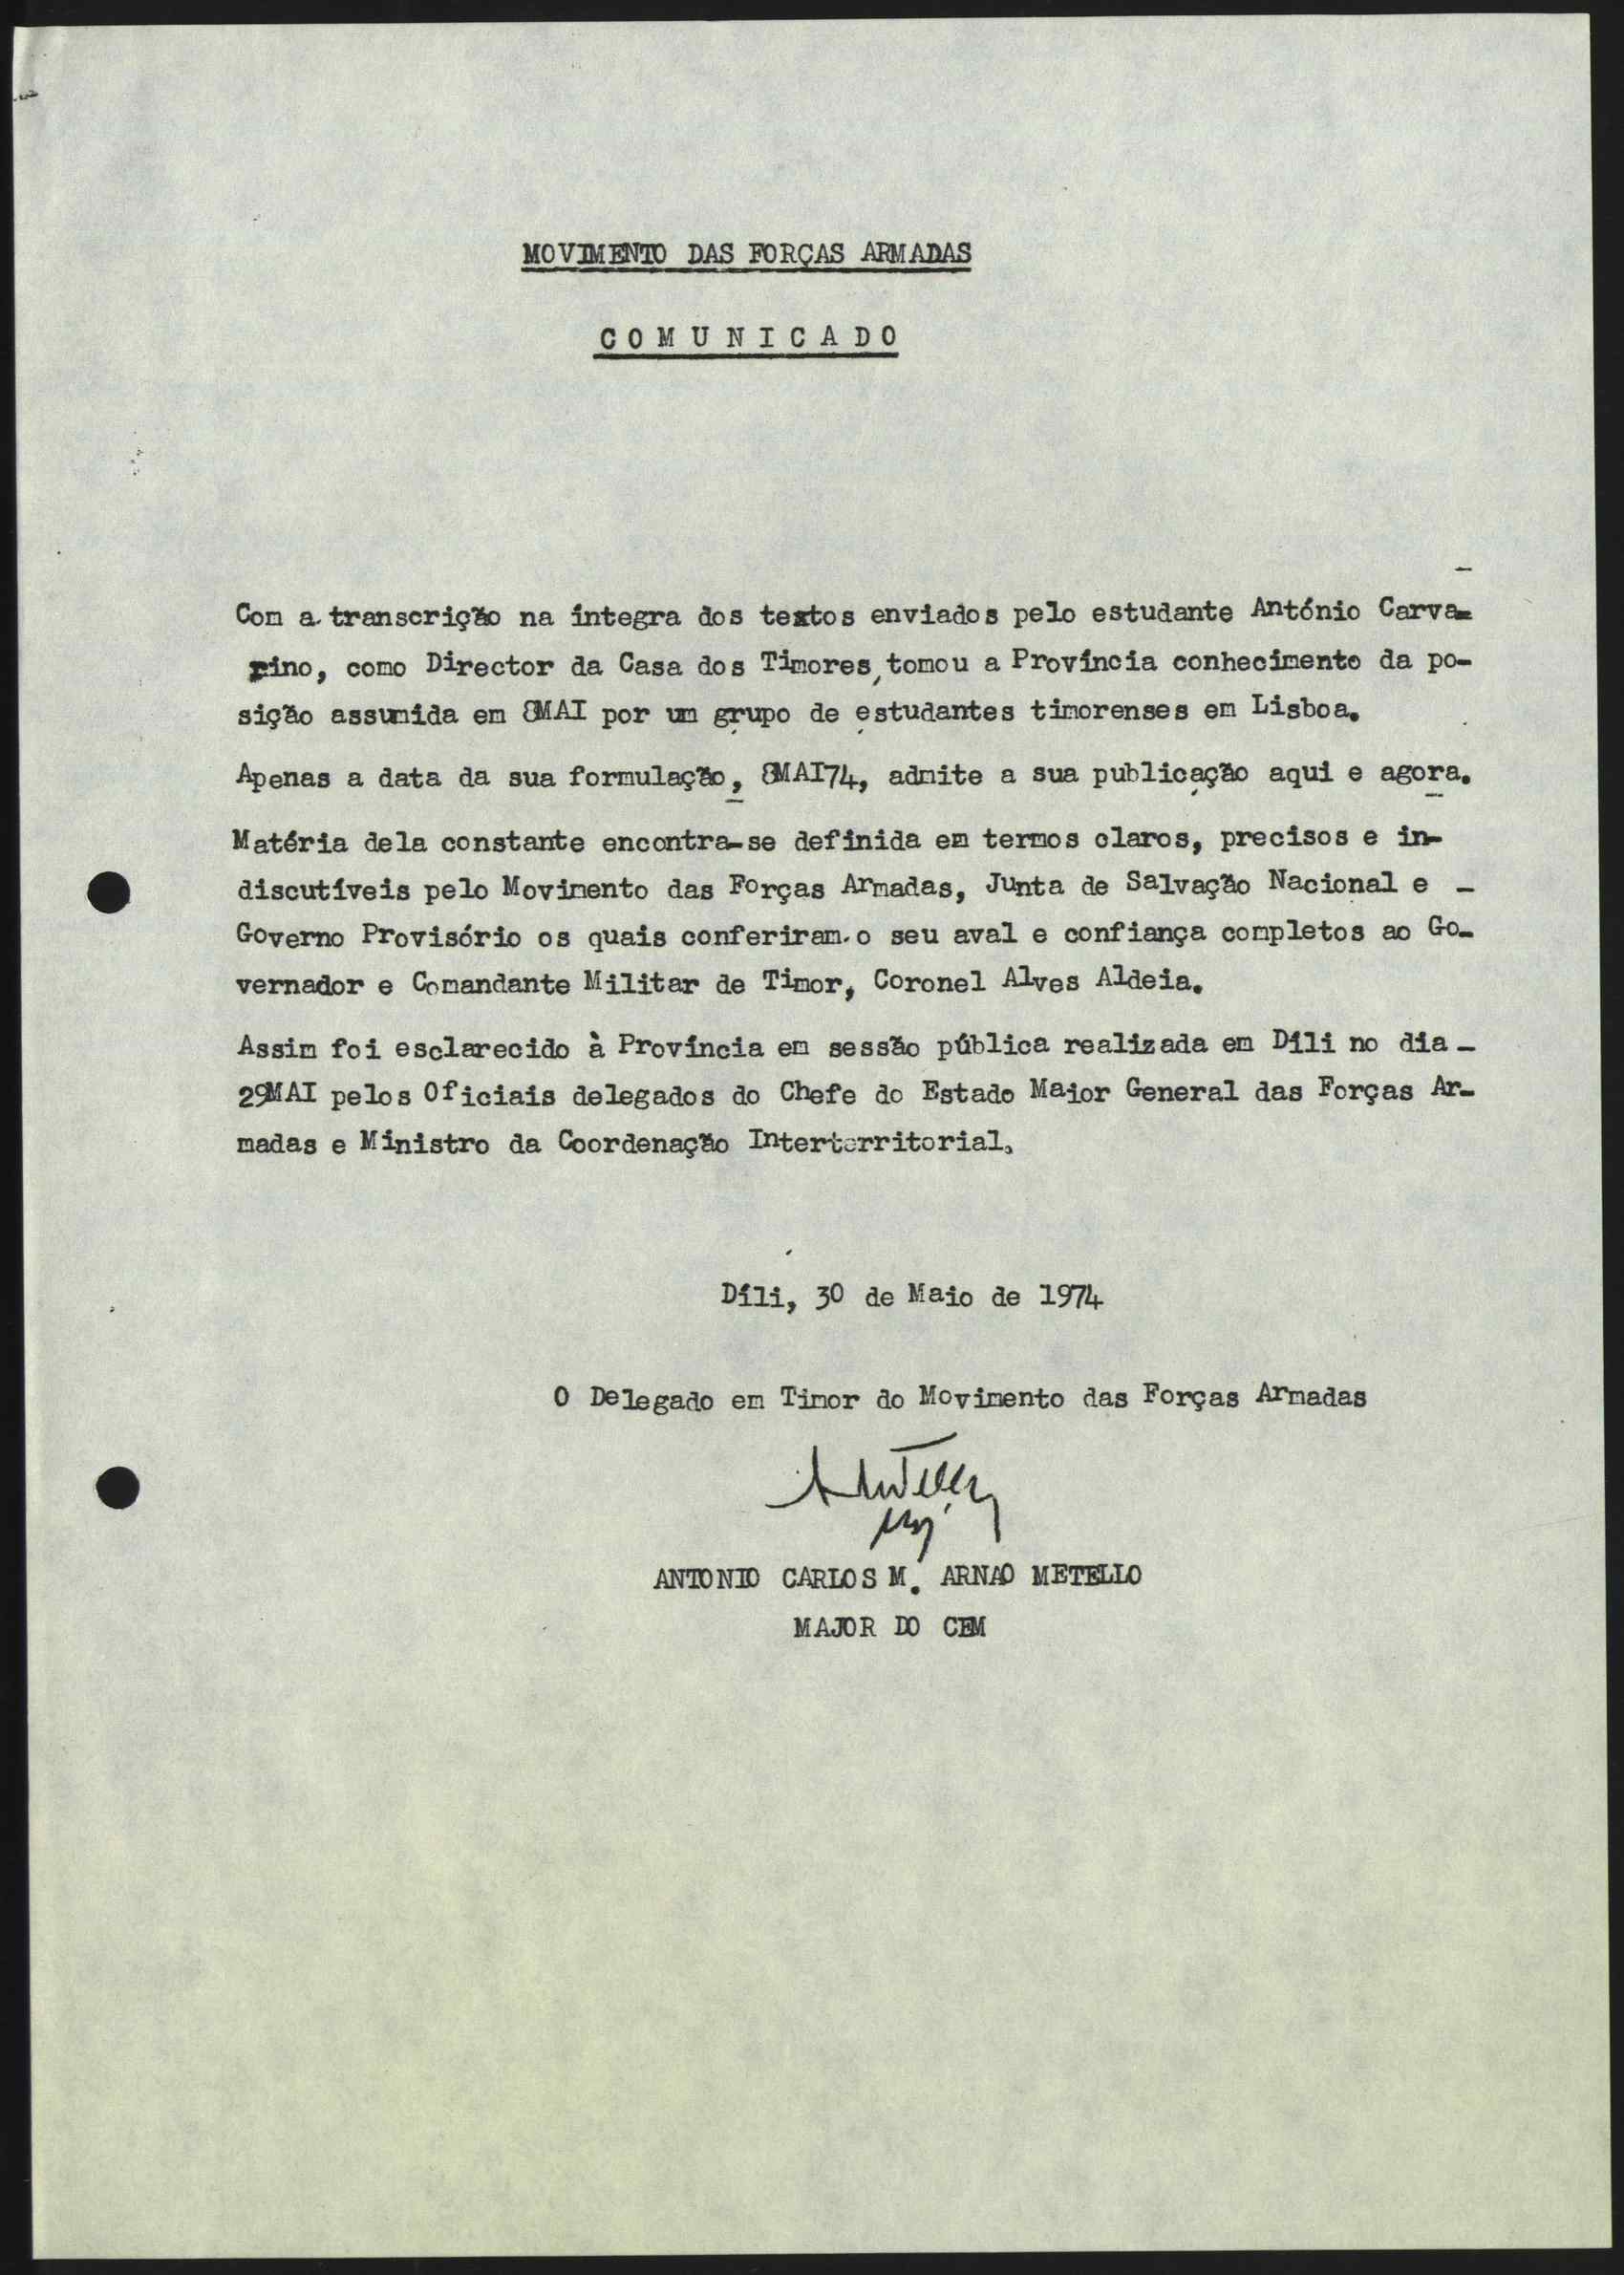 MOVIMENTO DAS FORÇAS ARMADAS
COMUNICADO
Com a transcrição na íntegra dos textos enviados pelo estudante António Carva-
rino, como Director da Casa dos Timores, tomou a Província conhecimento da po-
sição assumida em 8MAI por um grupo de estudantes timorenses em Lisboa.
Apenas a data da sua formulação, 8MAI74, admite a sua publicação aqui e agora.
Matéria dela constante encontra-se definida em termos claros, precisos e in-
discutíveis pelo Movimento das Forças Armadas, Junta de Salvação Nacional e -
Governo Provisório os quais conferiram o seu aval e confiança completos ao Go-
vernador e Comandante Militar de Timor, Coronel Alves Aldeia.
Assim foi esclarecido à Província em sessão pública realizada em Díli no dia -
29MAI pelos Oficiais delegados do Chefe do Estado Maior General das Forças Ar-
madas e Ministro da Coordenação Interterritorial.
Díli, 30 de Maio de 1974
O Delegado em Timor do Movimento das Forças Armadas
ANTONIO CARLOS M. ARNAO METELLO
MAJOR DO CEM